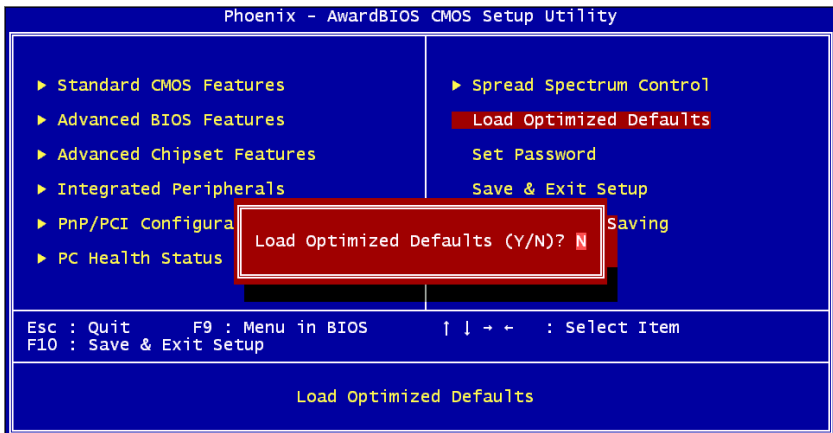 Phoenix - AwardBIOS CMOS Setup Utility
► Standard CMOS Features
► Advanced BIOS Features
► Advanced Chipset Features
► Integrated Peripherals
► PnP/PCI Configura
► PC Health Status
► Spread Spectrum Control
Load Optimized Defaults
Set Password
Save & Exit Setup
Saving
Load Optimized Defaults (Y/N)? N
Esc : Quit F9 : Menu in BIOS ↑ ↓ → ← : Select Item
F10 : Save & Exit Setup
Load Optimized Defaults